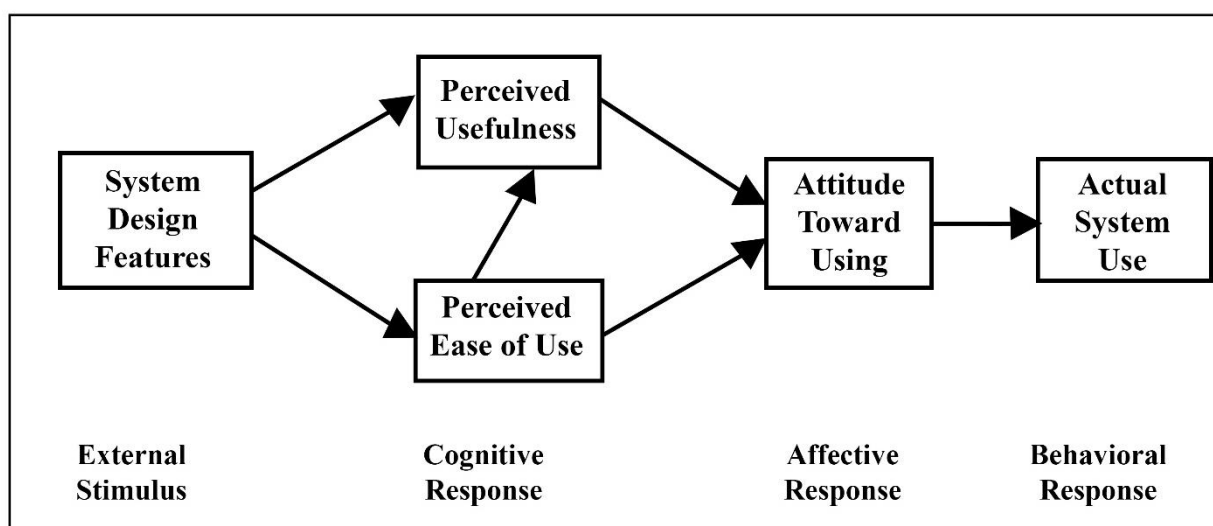 System
Design
Features
Perceived
Usefulness
Perceived
Ease of Use
Attitude
Toward
Using
Actual
System
Use
External
Stimulus
Cognitive
Response
Affective
Response
Behavioral
Response